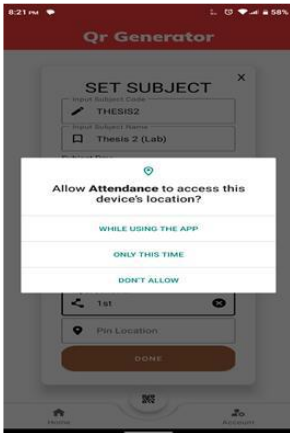 8:21 PM
58%
Qr Generator
×
SET SUBJECT
Input Subject Code
THESIS2
Input Subject Name
Thesis 2 (Lab)
Allow Attendance to access this
device's location?
WHILE USING THE APP
ONLY THIS TIME
DON'T ALLOW
1st
Pin Location
DONE
Home
Account